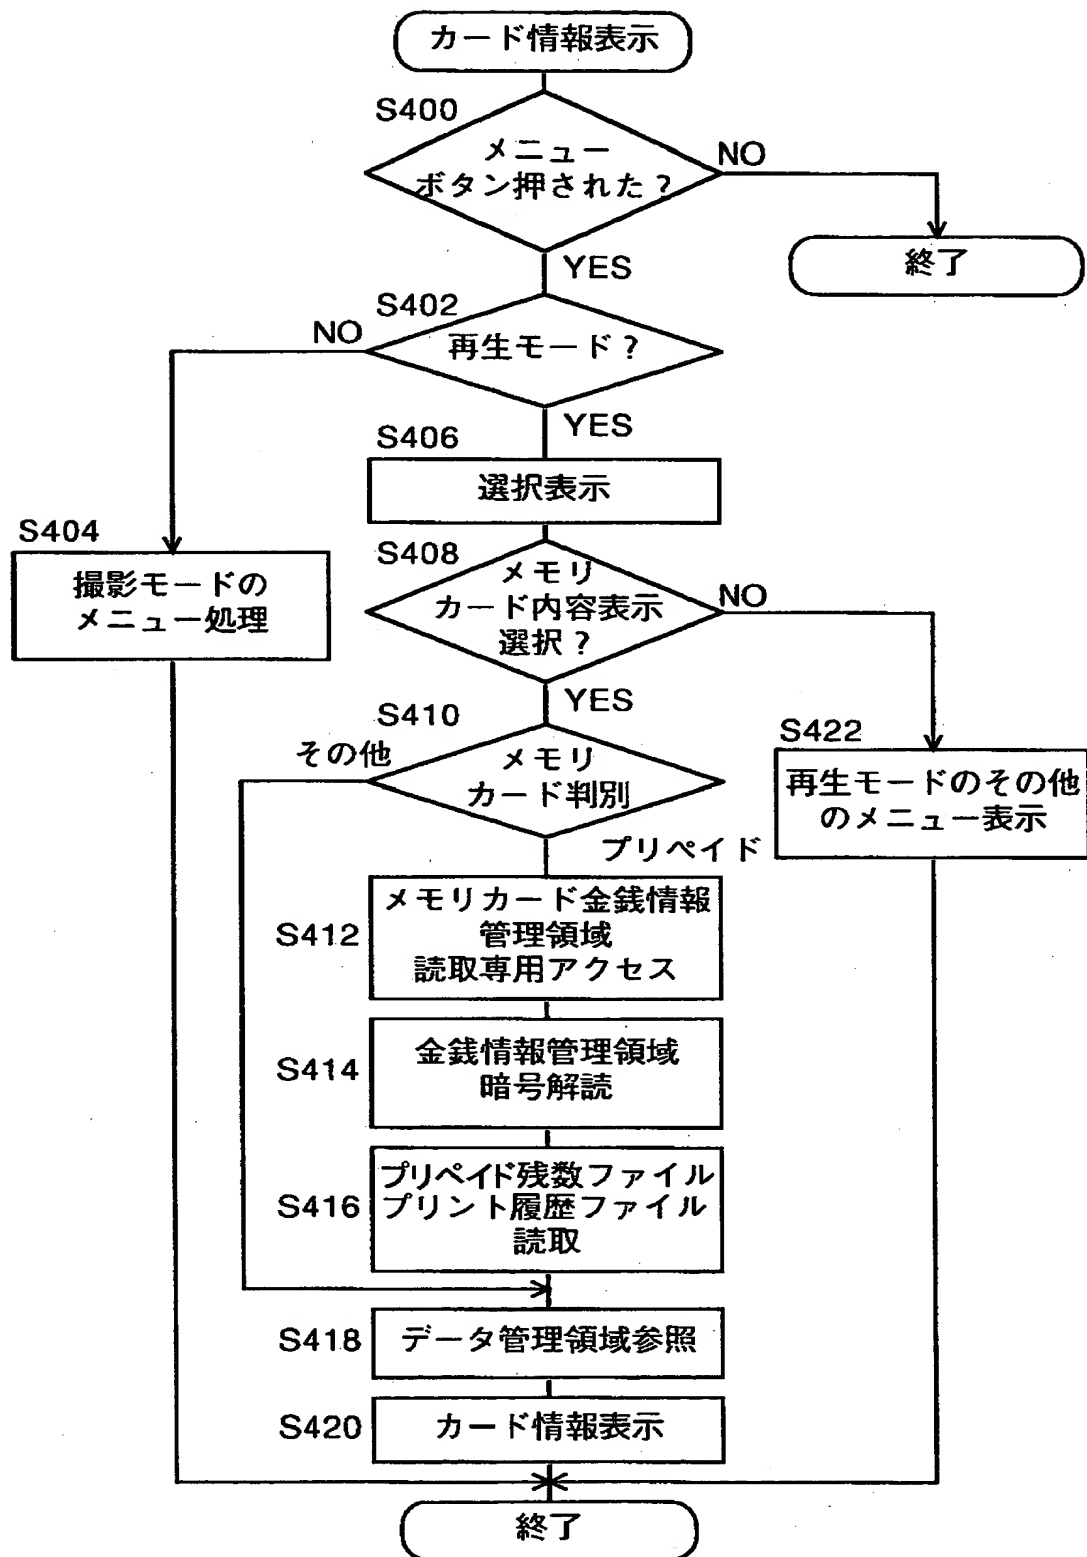 カード情報表示
S400
メニュー
ボタン押された？
NO
終了
YES
S402
NO
再生モード？
YES
S406
選択表示
S404
撮影モードの
メニュー処理
S408
メモリ
カード内容表示
選択？
NO
YES
S410
その他
メモリ
カード判別
S422
再生モードのその他
のメニュー表示
プリペイド
S412
メモリカード金銭情報
管理領域
読取専用アクセス
S414
金銭情報管理領域
暗号解読
S416
プリペイド残数ファイル
プリント履歴ファイル
読取
S418
データ管理領域参照
S420
カード情報表示
終了